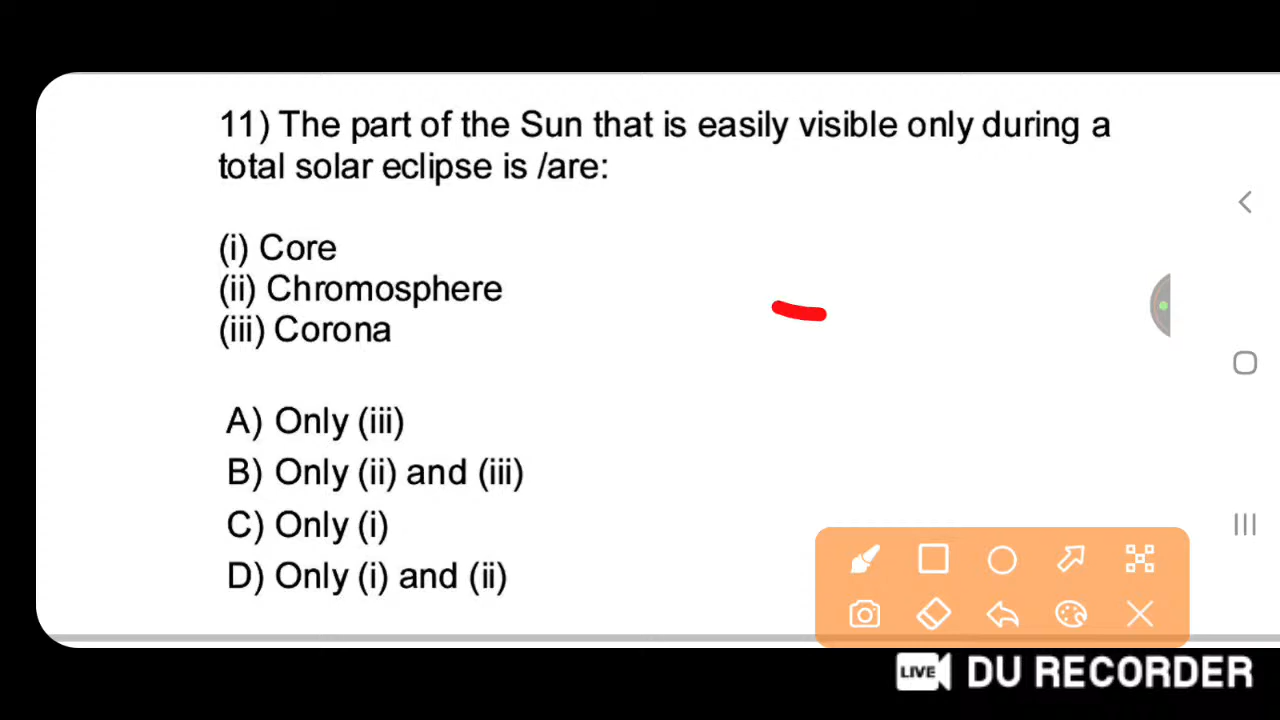 11) The part of the Sun that is easily visible only during a
total solar eclipse is /are:
(i) Core
(ii) Chromosphere
(iii) Corona
A) Only (iii)
B) Only (ii) and (iii)
C) Only (i)
D) Only (i) and (ii)
LIVE DU RECORDER